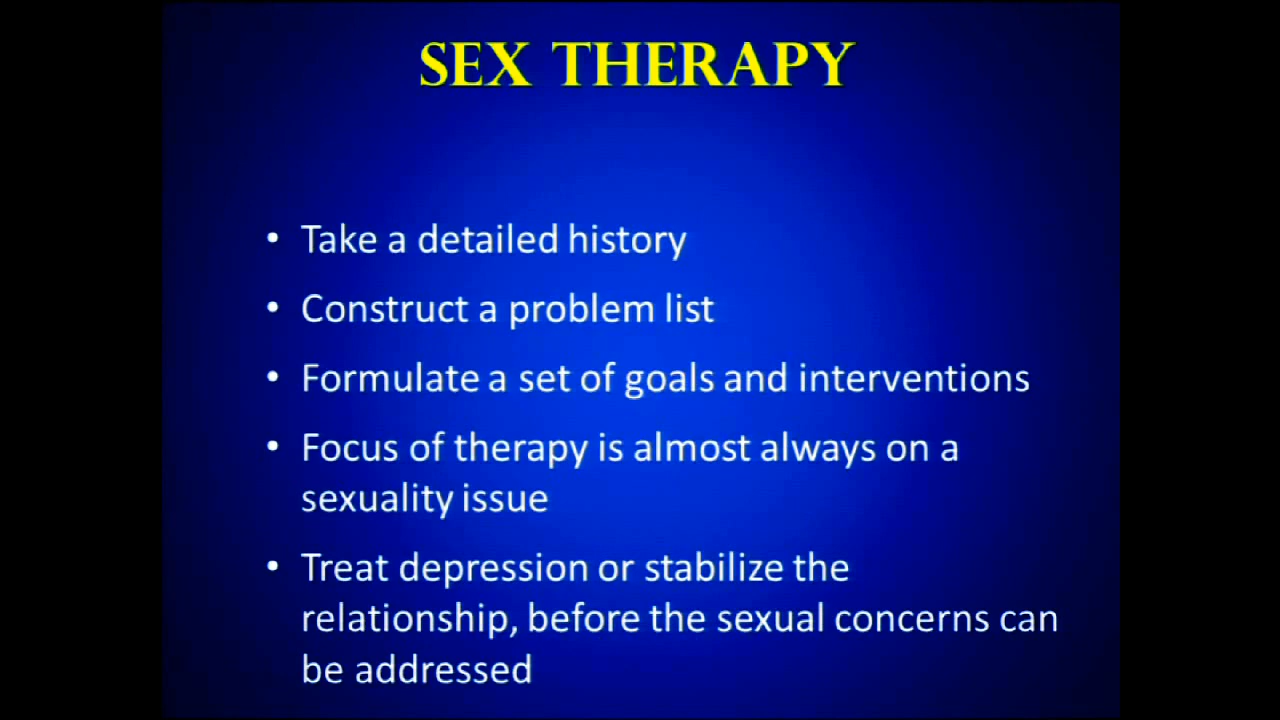 SEX THERAPY
• Take a detailed history
• Construct a problem list
• Formulate a set of goals and interventions
• Focus of therapy is almost always on a
sexuality issue
• Treat depression or stabilize the
relationship, before the sexual concerns can
be addressed